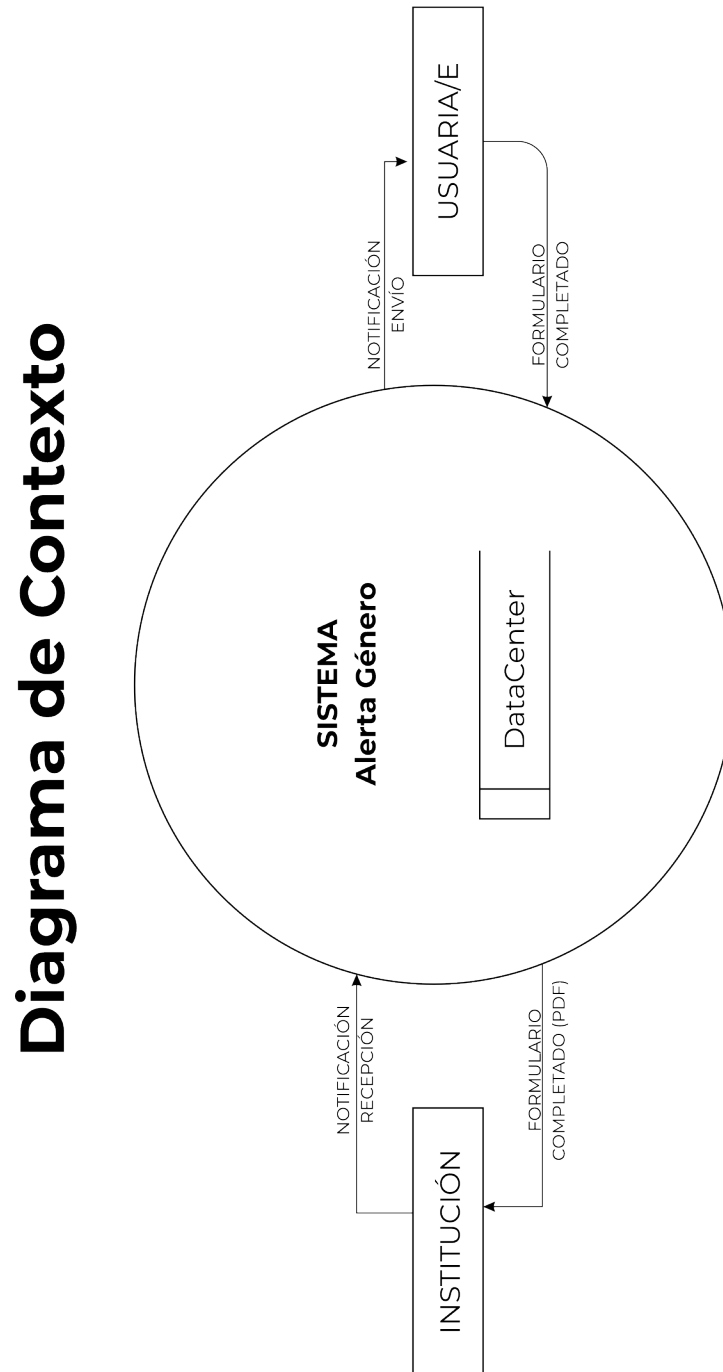 Diagrama de Contexto
NOTIFICACIÓN
RECEPCIÓN
NOTIFICACIÓN
ENVÍO
SISTEMA
Alerta Género
INSTITUCIÓN
USUARIA/E
DataCenter
FORMULARIO
COMPLETADO (PDF)
FORMULARIO
COMPLETADO